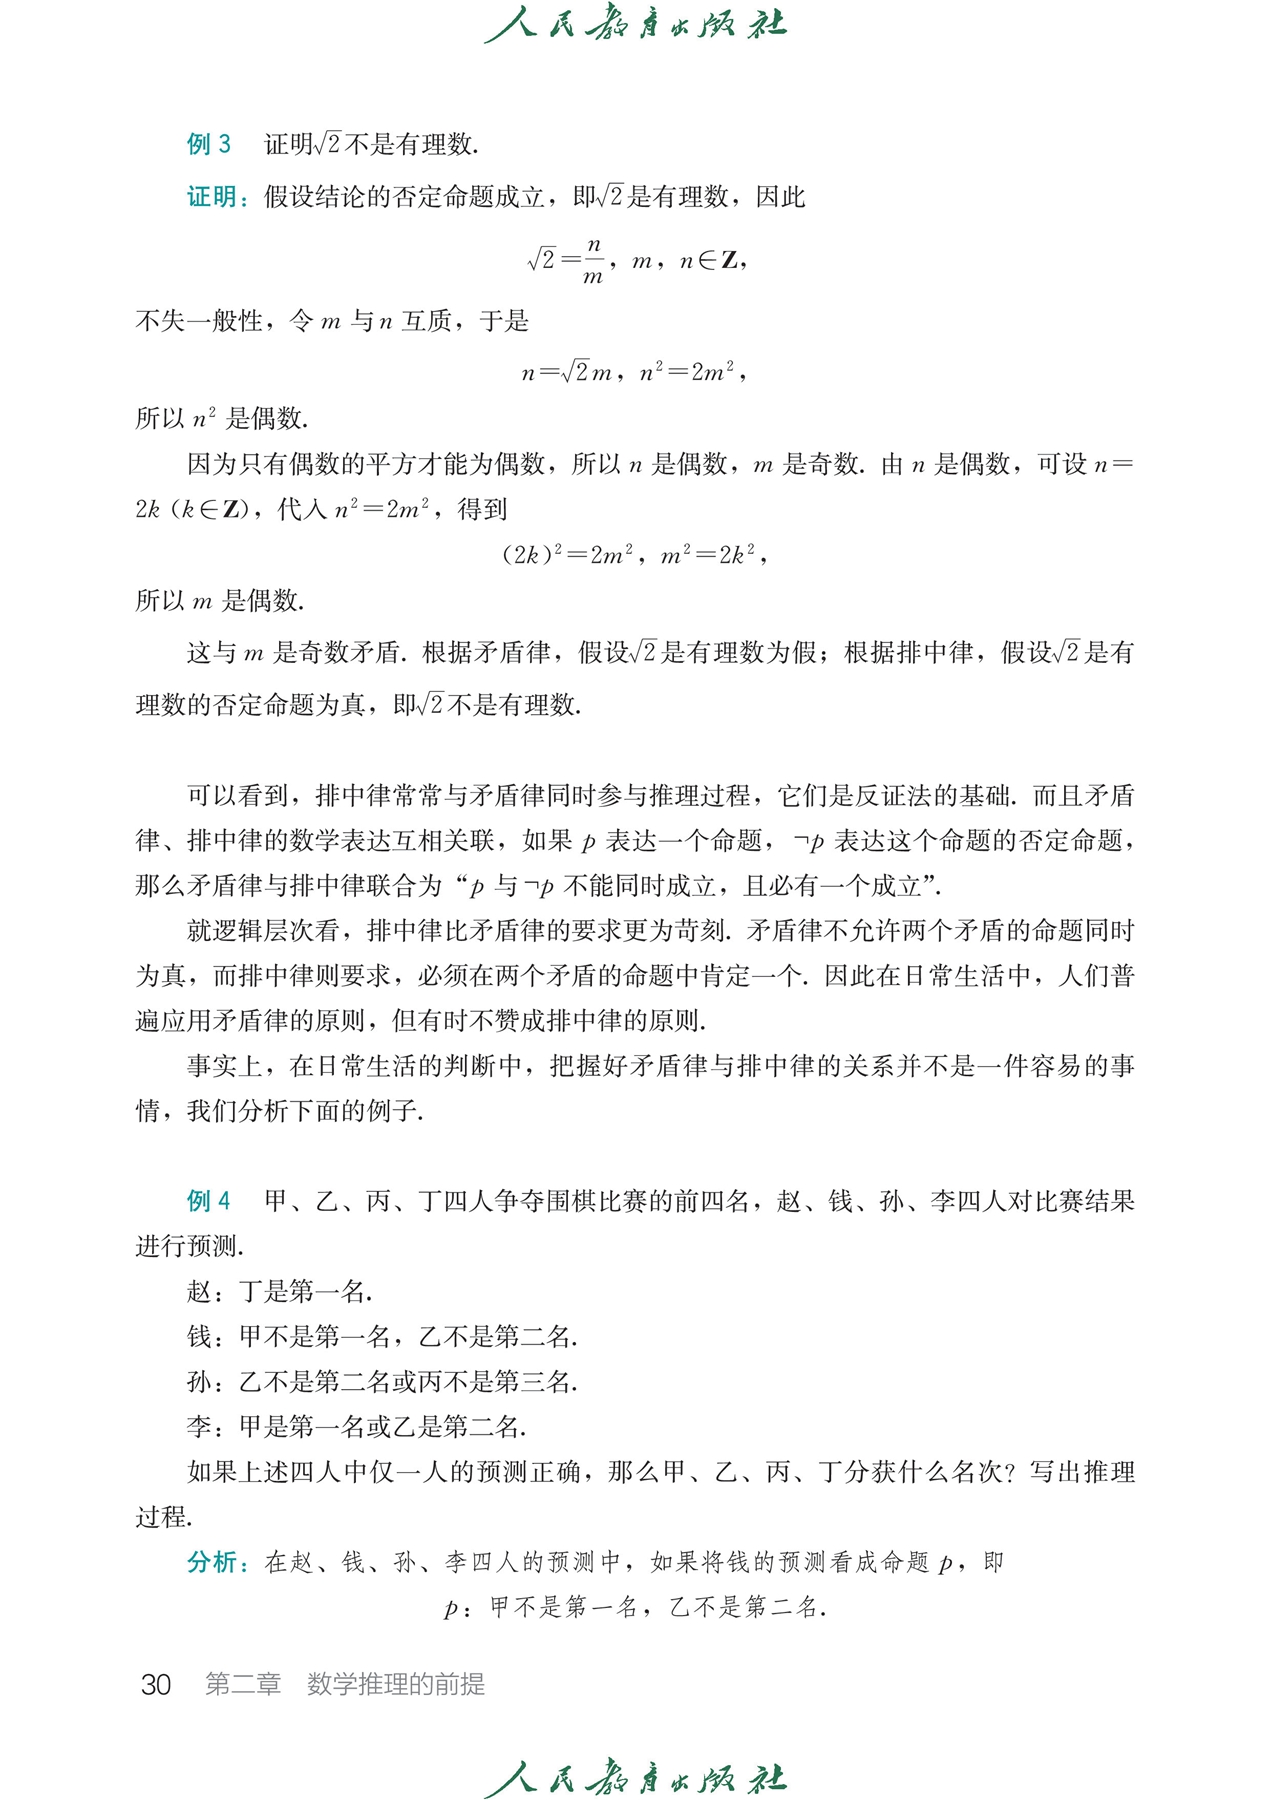 人民教育出版社
例 3 证明√2不是有理数.
证明：假设结论的否定命题成立，即√2是有理数，因此
√2=n/m，m，n∈Z，
不失一般性，令 m 与 n 互质，于是
n=√2m，n²=2m²，
所以 n² 是偶数.
因为只有偶数的平方才能为偶数，所以 n 是偶数，m 是奇数. 由 n 是偶数，可设 n=
2k（k∈Z），代入 n²=2m²，得到
(2k)²=2m²，m²=2k²，
所以 m 是偶数.
这与 m 是奇数矛盾. 根据矛盾律，假设√2是有理数为假；根据排中律，假设√2是有
理数的否定命题为真，即√2不是有理数.
可以看到，排中律常常与矛盾律同时参与推理过程，它们是反证法的基础. 而且矛盾
律、排中律的数学表达互相关联，如果 p 表达一个命题，¬p 表达这个命题的否定命题，
那么矛盾律与排中律联合为“p 与¬p 不能同时成立，且必有一个成立”.
就逻辑层次看，排中律比矛盾律的要求更为苛刻. 矛盾律不允许两个矛盾的命题同时
为真，而排中律则要求，必须在两个矛盾的命题中肯定一个. 因此在日常生活中，人们普
遍应用矛盾律的原则，但有时不赞成排中律的原则.
事实上，在日常生活的判断中，把握好矛盾律与排中律的关系并不是一件容易的事
情，我们分析下面的例子.
例 4 甲、乙、丙、丁四人争夺围棋比赛的前四名，赵、钱、孙、李四人对比赛结果
进行预测.
赵：丁是第一名.
钱：甲不是第一名，乙不是第二名.
孙：乙不是第二名或丙不是第三名.
李：甲是第一名或乙是第二名.
如果上述四人中仅一人的预测正确，那么甲、乙、丙、丁分获什么名次？写出推理
过程.
分析：在赵、钱、孙、李四人的预测中，如果将钱的预测看成命题 p，即
p：甲不是第一名，乙不是第二名.
30 第二章 数学推理的前提
人民教育出版社